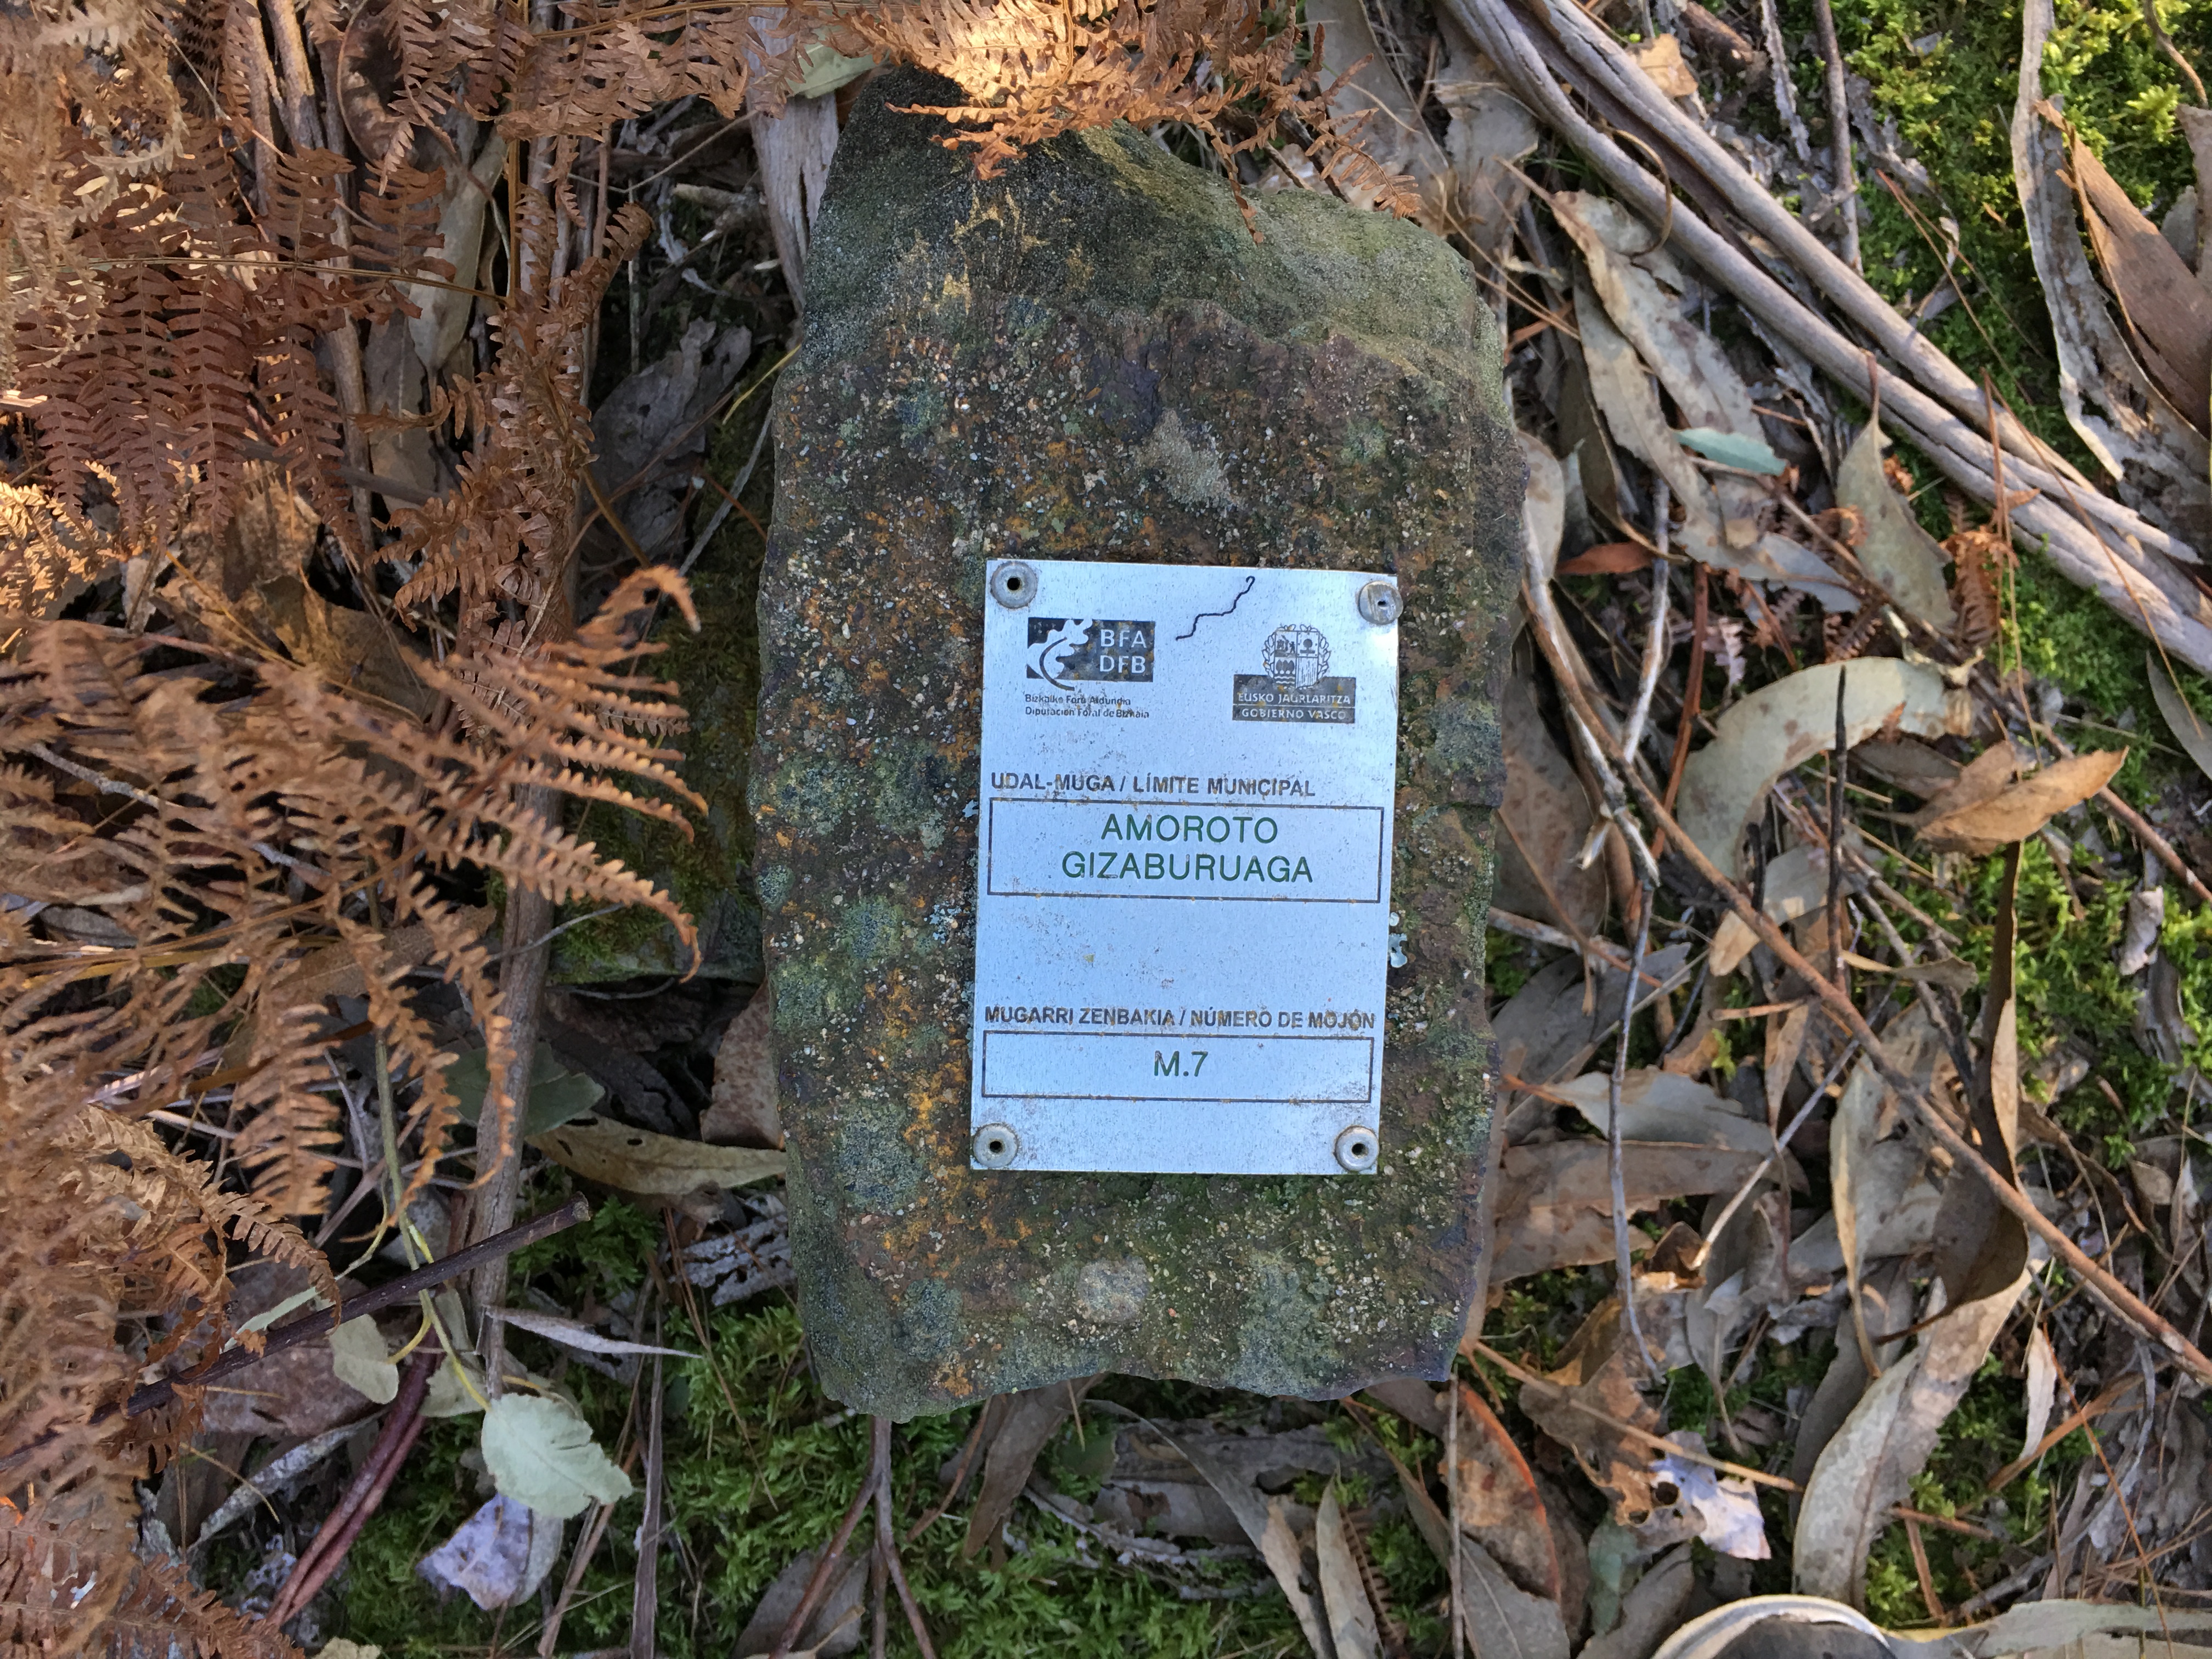 BFA
DFB
Bizkaiko Foru Aldundia
Diputación Foral de Bizkaia
EUSKO JAURLARITZA
GOBIERNO VASCO
UDAL-MUGA / LÍMITE MUNICIPAL
AMOROTO
GIZABURUAGA
MUGARRI ZENBAKIA / NÚMERO DE MOJÓN
M.7